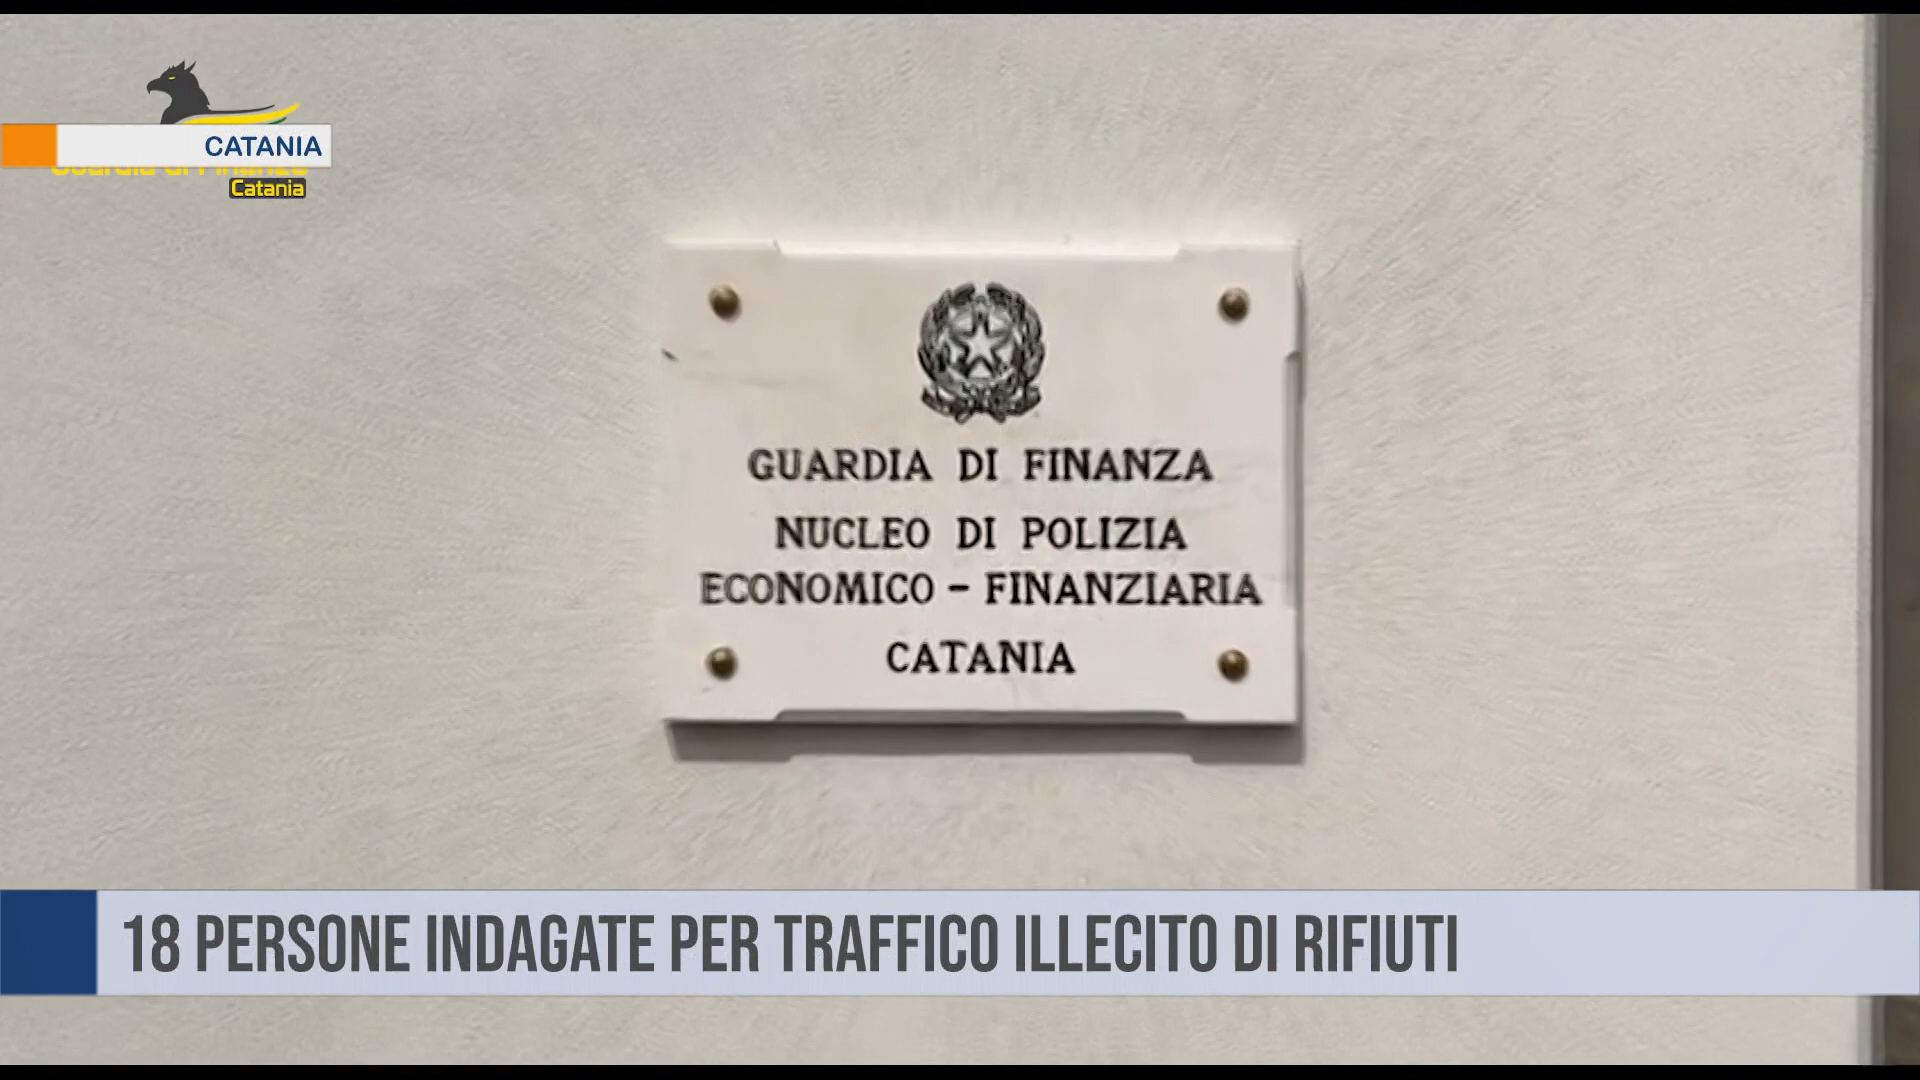 CATANIA
Catania
GUARDIA DI FINANZA
NUCLEO DI POLIZIA
ECONOMICO - FINANZIARIA
CATANIA
18 PERSONE INDAGATE PER TRAFFICO ILLECITO DI RIFIUTI